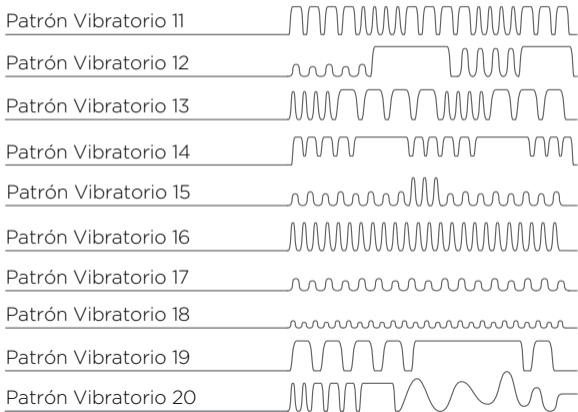 Patrón Vibratorio 11
Patrón Vibratorio 12
Patrón Vibratorio 13
Patrón Vibratorio 14
Patrón Vibratorio 15
Patrón Vibratorio 16
Patrón Vibratorio 17
Patrón Vibratorio 18
Patrón Vibratorio 19
Patrón Vibratorio 20